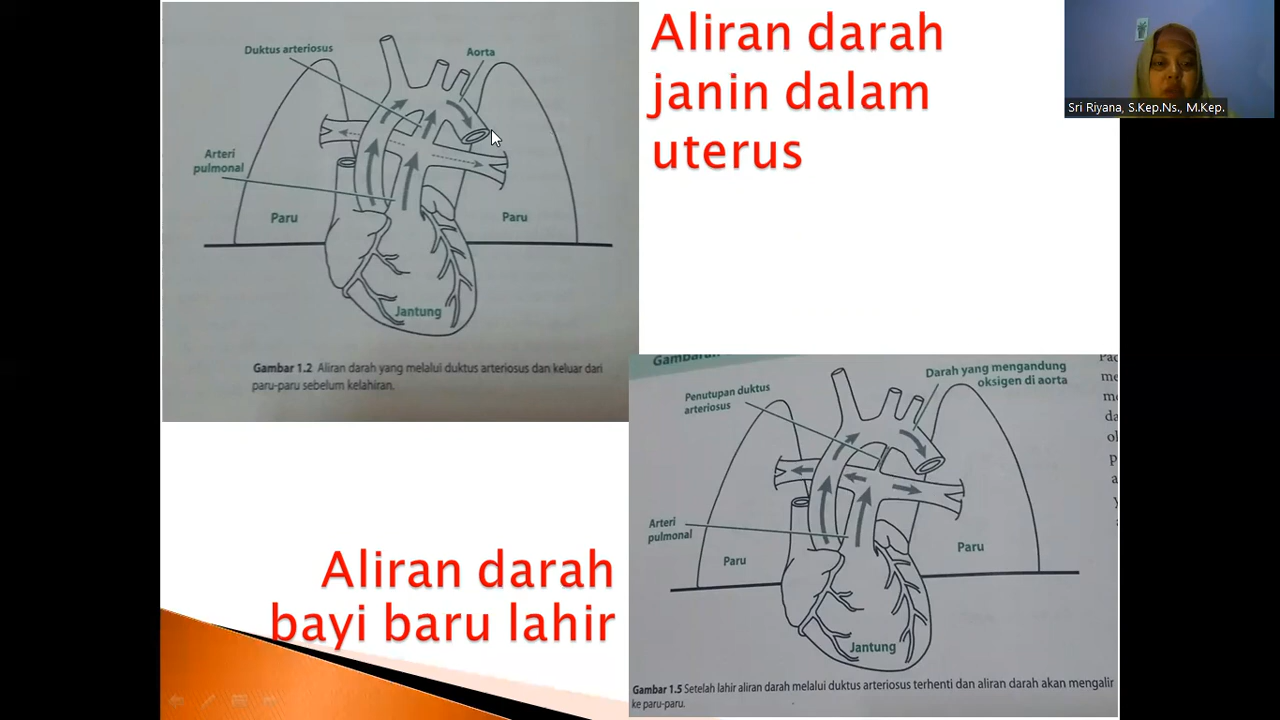 Duktus arteriosus
Aorta
Arteri
pulmonal
Paru
Paru
Jantung
Gambar 1.2 Aliran darah yang melalui duktus arteriosus dan keluar dari
paru-paru sebelum kelahiran.
Aliran darah
janin dalam
uterus
Sri Riyana, S.Kep.Ns., M.Kep.
Aliran darah
bayi baru lahir
Penutupan duktus
arteriosus
Darah yang mengandung
oksigen di aorta
Arteri
pulmonal
Paru
Paru
Jantung
Gambar 1.5 Setelah lahir aliran darah melalui duktus arteriosus terhenti dan aliran darah akan mengalir
ke paru-paru.